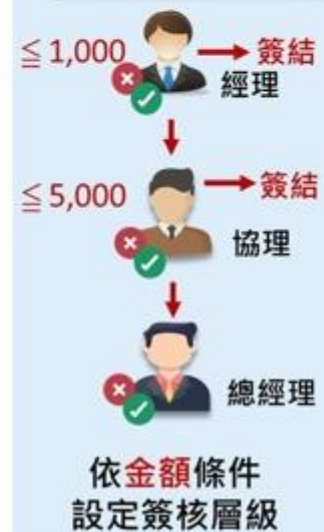 ≦ 1,000
簽結
經理
≦ 5,000
簽結
協理
總經理
依金額條件
設定簽核層級